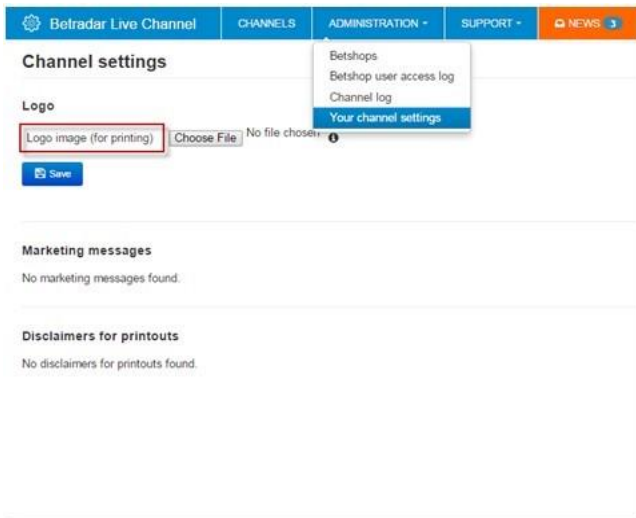 Betradar Live Channel CHANNELS ADMINISTRATION SUPPORT NEWS 3
Channel settings
Betshops
Betshop user access log
Channel log
Your channel settings
Logo
Logo image (for printing) Choose File No file chosen
Save
Marketing messages
No marketing messages found.
Disclaimers for printouts
No disclaimers for printouts found.